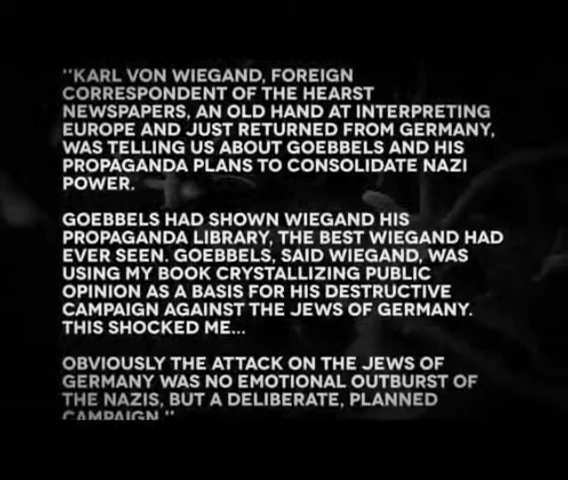 "KARL VON WIEGAND, FOREIGN
CORRESPONDENT OF THE HEARST
NEWSPAPERS, AN OLD HAND AT INTERPRETING
EUROPE AND JUST RETURNED FROM GERMANY,
WAS TELLING US ABOUT GOEBBELS AND HIS
PROPAGANDA PLANS TO CONSOLIDATE NAZI
POWER.
GOEBBELS HAD SHOWN WIEGAND HIS
PROPAGANDA LIBRARY, THE BEST WIEGAND HAD
EVER SEEN. GOEBBELS, SAID WIEGAND, WAS
USING MY BOOK CRYSTALLIZING PUBLIC
OPINION AS A BASIS FOR HIS DESTRUCTIVE
CAMPAIGN AGAINST THE JEWS OF GERMANY.
THIS SHOCKED ME...
OBVIOUSLY THE ATTACK ON THE JEWS OF
GERMANY WAS NO EMOTIONAL OUTBURST OF
THE NAZIS, BUT A DELIBERATE, PLANNED
CAMPAIGN."